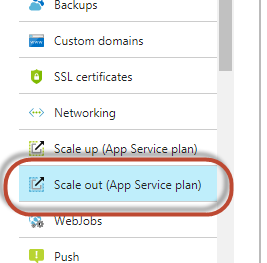 Backups
Custom domains
SSL certificates
Networking
Scale up (App Service plan)
Scale out (App Service plan)
WebJobs
Push